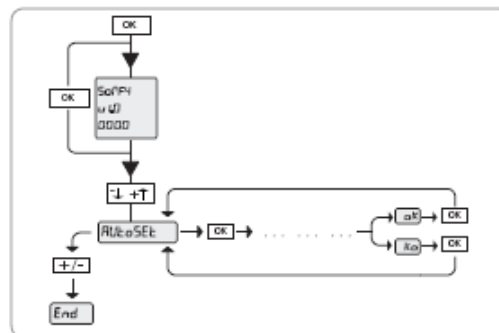 OK
OK
SoMFY
0000
-↓ +↑
AUtoSEt
OK
... ... ...
oK
OK
Ko
OK
+/-
End